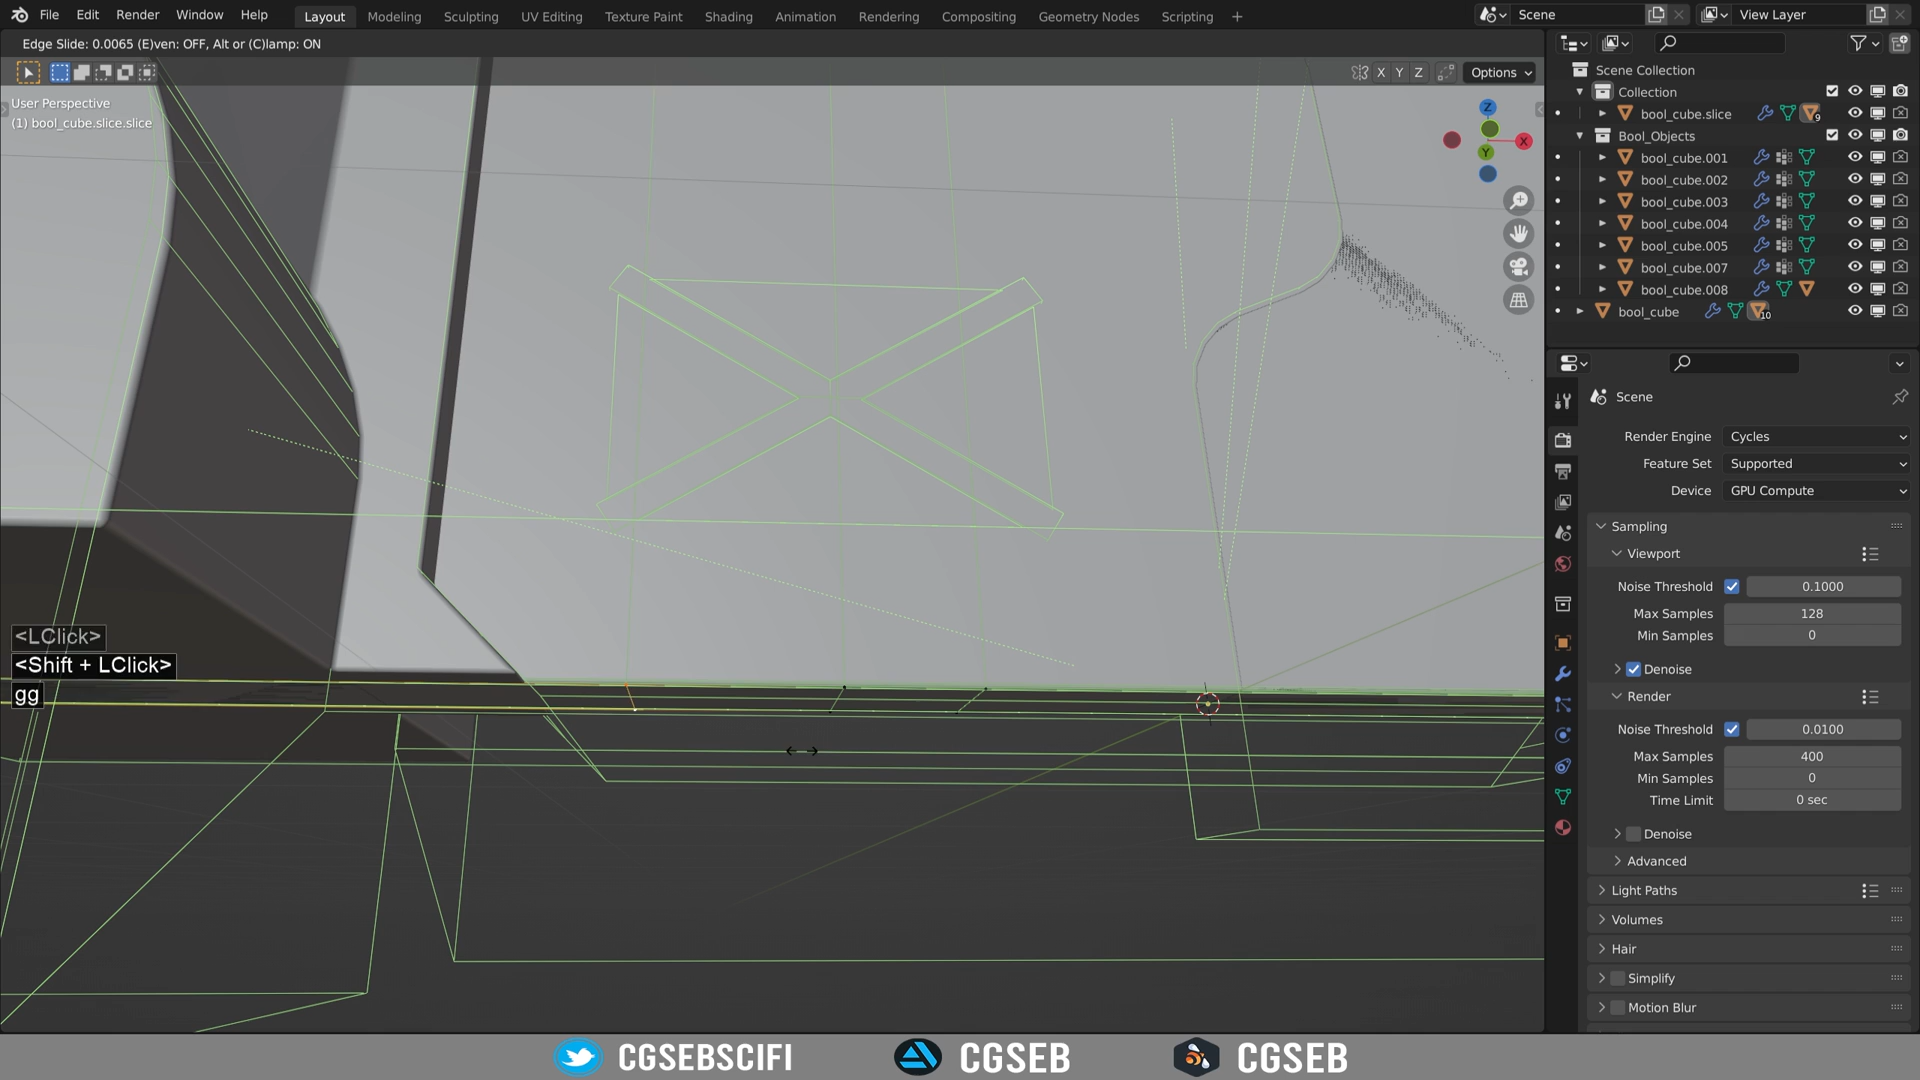 File Edit Render Window Help Layout Modeling Sculpting UV Editing Texture Paint Shading Animation Rendering Compositing Geometry Nodes Scripting + Scene View Layer
Edge Slide: 0.0065 (E)ven: OFF, Alt or (C)lamp: ON
X Y Z Options
User Perspective
(1) bool_cube.slice.slice
Z
X
Y
<LClick>
<Shift + LClick>
gg
Scene Collection
Collection
bool_cube.slice 9
Bool_Objects
bool_cube.001
bool_cube.002
bool_cube.003
bool_cube.004
bool_cube.005
bool_cube.007
bool_cube.008
bool_cube 10
Scene
Render Engine Cycles
Feature Set Supported
Device GPU Compute
Sampling
Viewport
Noise Threshold 0.1000
Max Samples 128
Min Samples 0
Denoise
Render
Noise Threshold 0.0100
Max Samples 400
Min Samples 0
Time Limit 0 sec
Denoise
Advanced
Light Paths
Volumes
Hair
Simplify
Motion Blur
CGSEBSCIFI CGSEB CGSEB